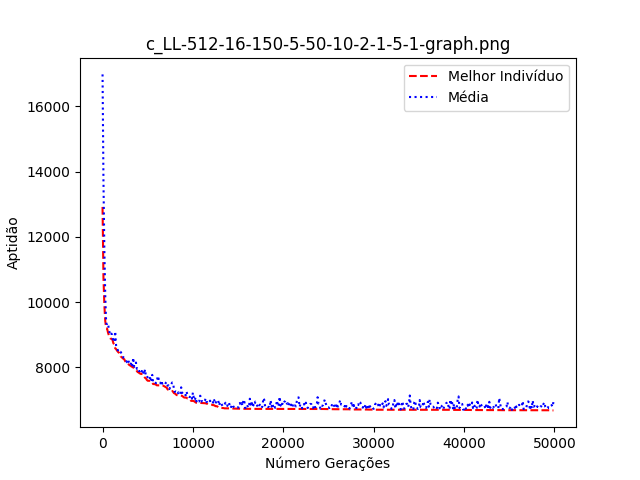 c_LL-512-16-150-5-50-10-2-1-5-1-graph.png
Melhor Indivíduo
Média
Aptidão
16000
14000
12000
10000
8000
0 10000 20000 30000 40000 50000
Número Gerações